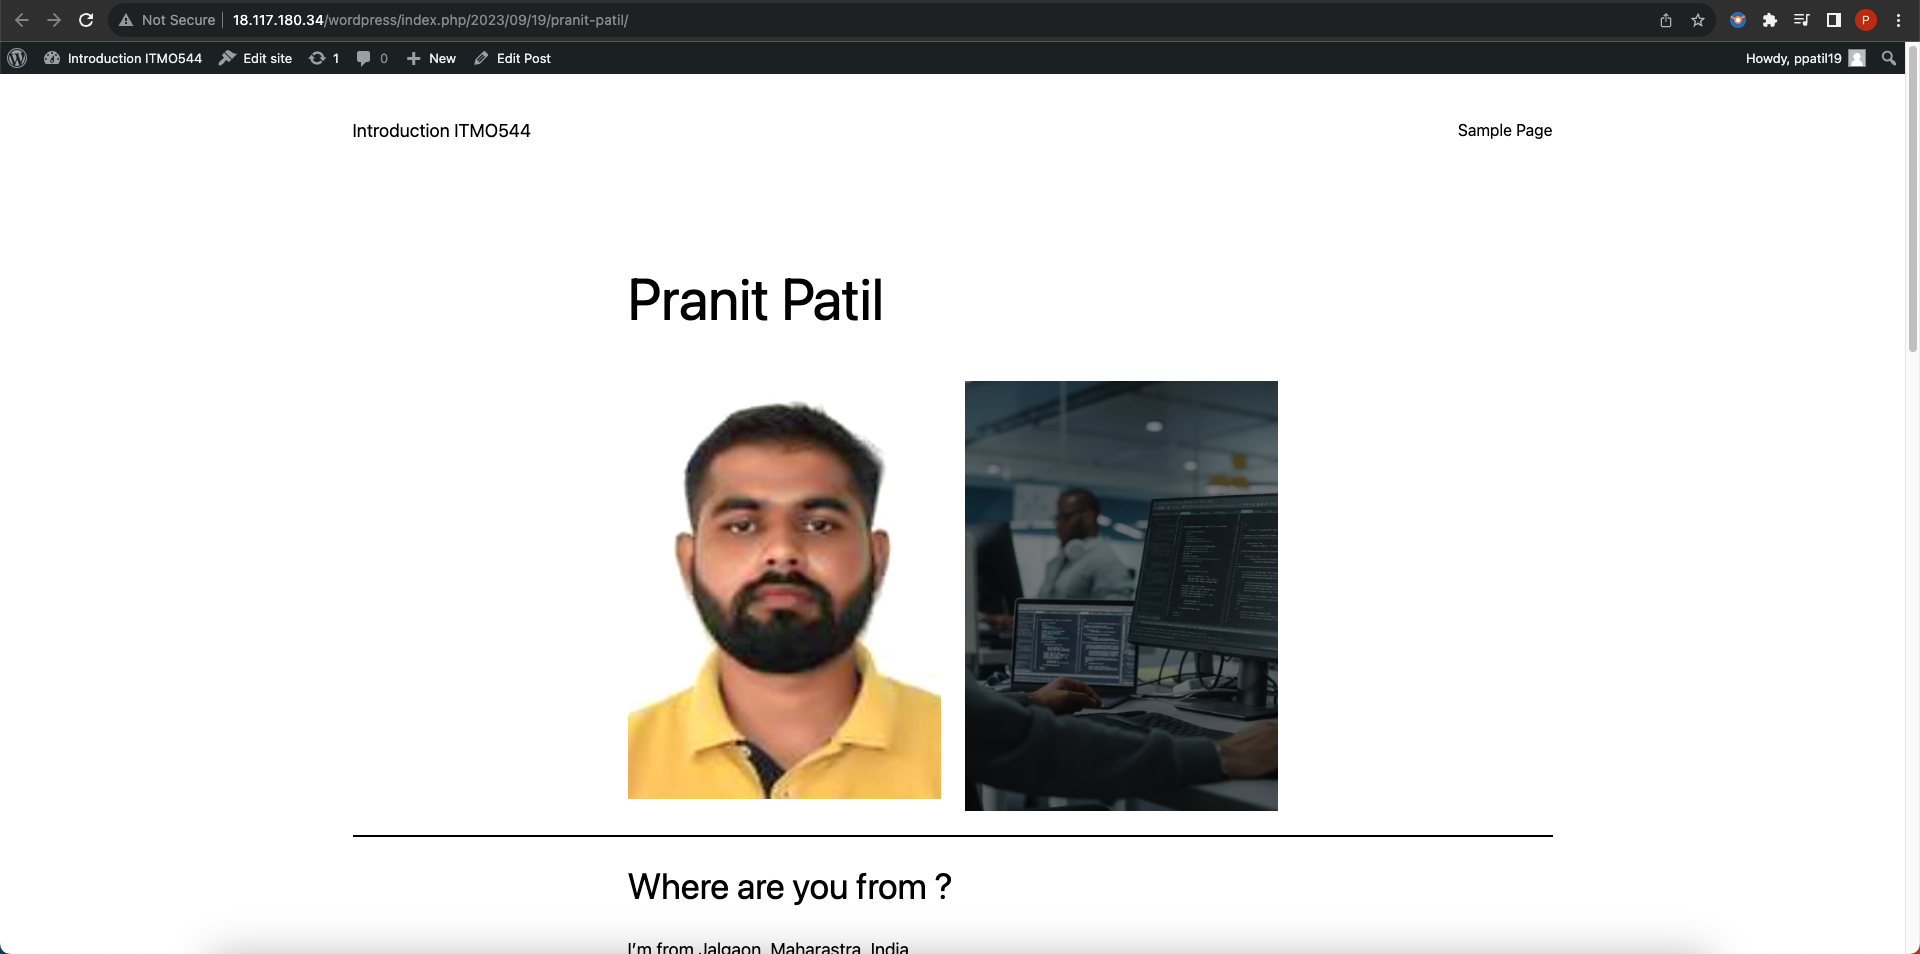 Not Secure 18.117.180.34/wordpress/index.php/2023/09/19/pranit-patil/ P
Introduction ITMO544 Edit site 1 0 New Edit Post Howdy, ppatil19
Introduction ITMO544 Sample Page
Pranit Patil
Where are you from ?
I'm from Jalgaon, Maharastra, India